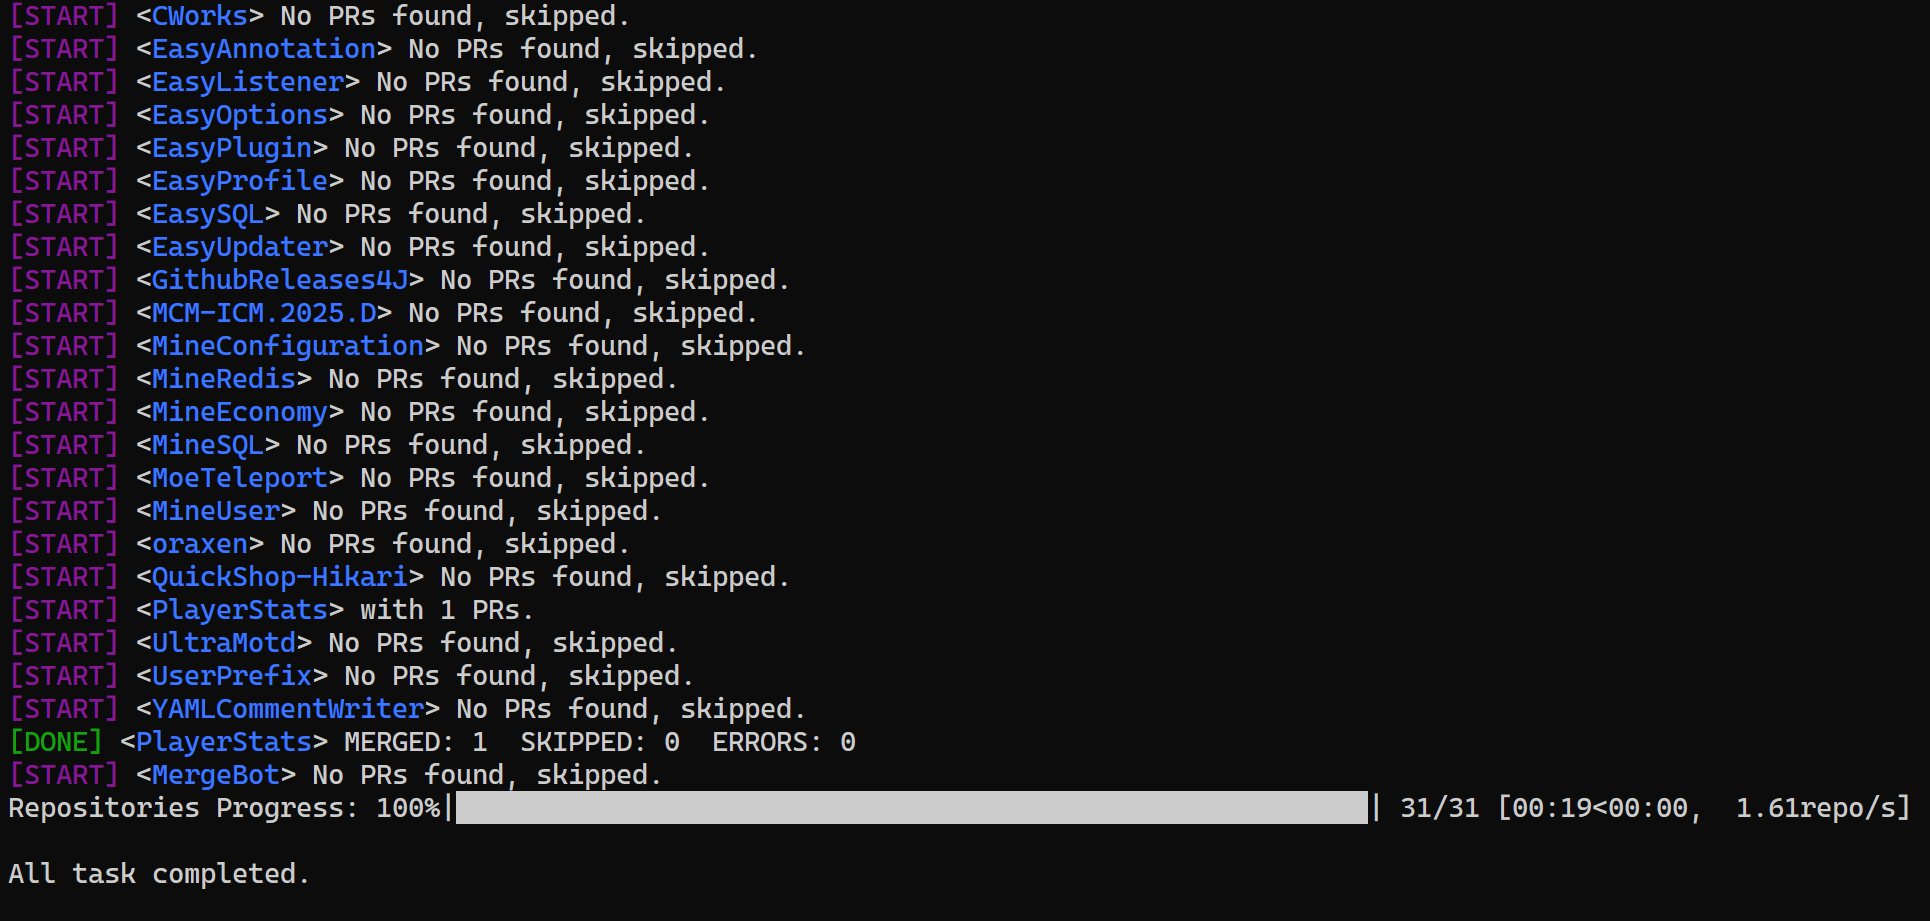 [START] <CWorks> No PRs found, skipped.
[START] <EasyAnnotation> No PRs found, skipped.
[START] <EasyListener> No PRs found, skipped.
[START] <EasyOptions> No PRs found, skipped.
[START] <EasyPlugin> No PRs found, skipped.
[START] <EasyProfile> No PRs found, skipped.
[START] <EasySQL> No PRs found, skipped.
[START] <EasyUpdater> No PRs found, skipped.
[START] <GithubReleases4J> No PRs found, skipped.
[START] <MCM-ICM.2025.D> No PRs found, skipped.
[START] <MineConfiguration> No PRs found, skipped.
[START] <MineRedis> No PRs found, skipped.
[START] <MineEconomy> No PRs found, skipped.
[START] <MineSQL> No PRs found, skipped.
[START] <MoeTeleport> No PRs found, skipped.
[START] <MineUser> No PRs found, skipped.
[START] <oraxen> No PRs found, skipped.
[START] <QuickShop-Hikari> No PRs found, skipped.
[START] <PlayerStats> with 1 PRs.
[START] <UltraMotd> No PRs found, skipped.
[START] <UserPrefix> No PRs found, skipped.
[START] <YAMLCommentWriter> No PRs found, skipped.
[DONE] <PlayerStats> MERGED: 1  SKIPPED: 0  ERRORS: 0
[START] <MergeBot> No PRs found, skipped.
Repositories Progress: 100%|█████████████████████████████████████████████████████████| 31/31 [00:19<00:00,  1.61repo/s]
All task completed.